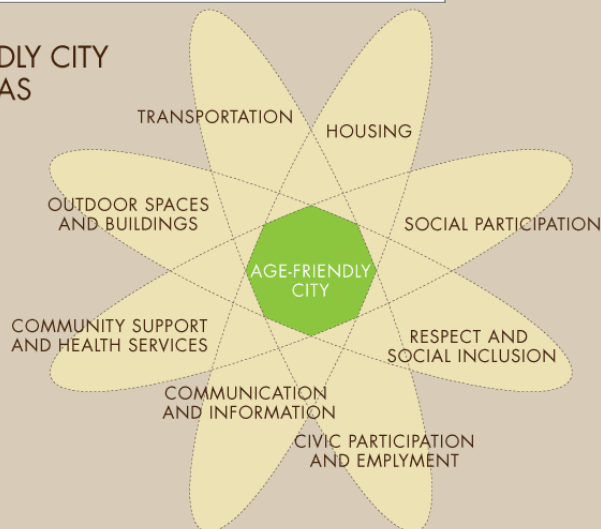 DLY CITY
AS
TRANSPORTATION
HOUSING
OUTDOOR SPACES
AND BUILDINGS
SOCIAL PARTICIPATION
AGE-FRIENDLY
CITY
COMMUNITY SUPPORT
AND HEALTH SERVICES
RESPECT AND
SOCIAL INCLUSION
COMMUNICATION
AND INFORMATION
CIVIC PARTICIPATION
AND EMPLYMENT